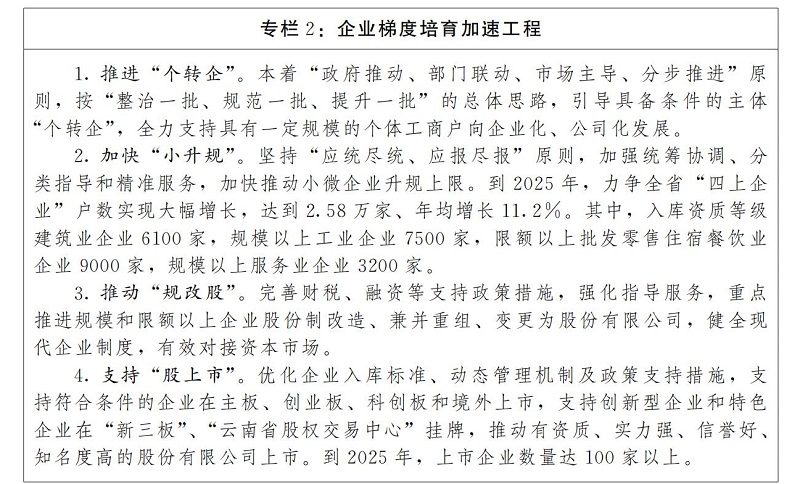 专栏 2：企业梯度培育加速工程
1. 推进“个转企”。本着“政府推动、部门联动、市场主导、分步推进”原
则，按“整治一批、规范一批、提升一批”的总体思路，引导具备条件的主体
“个转企”，全力支持具有一定规模的个体工商户向企业化、公司化发展。
2. 加快“小升规”。坚持“应统尽统、应报尽报”原则，加强统筹协调、分
类指导和精准服务，加快推动小微企业升规上限。到 2025 年，力争全省“四上企
业”户数实现大幅增长，达到 2.58 万家、年均增长 11.2%。其中，入库资质等级
建筑业企业 6100 家，规模以上工业企业 7500 家，限额以上批发零售住宿餐饮业
企业 9000 家，规模以上服务业企业 3200 家。
3. 推动“规改股”。完善财税、融资等支持政策措施，强化指导服务，重点
推进规模和限额以上企业股份制改造、兼并重组、变更为股份有限公司，健全现
代企业制度，有效对接资本市场。
4. 支持“股上市”。优化企业入库标准、动态管理机制及政策支持措施，支
持符合条件的企业在主板、创业板、科创板和境外上市，支持创新型企业和特色
企业在“新三板”、“云南省股权交易中心”挂牌，推动有资质、实力强、信誉好、
知名度高的股份有限公司上市。到 2025 年，上市企业数量达 100 家以上。